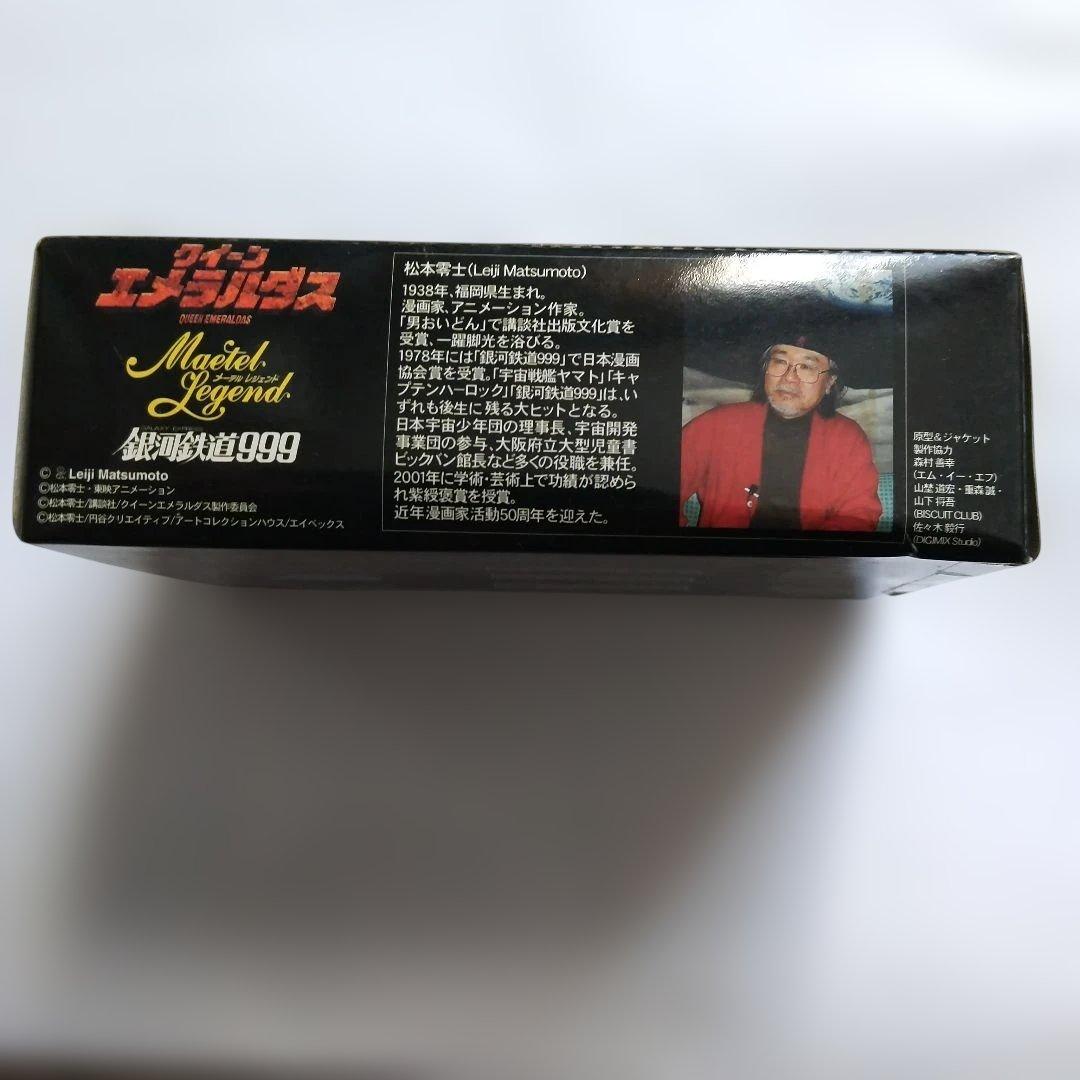 クイーン
エメラルダス
QUEEN EMERALDAS
Maetel
メーテル レジェンド
Legend
GALAXY EXPRESS
銀河鉄道999
© Leiji Matsumoto
©松本零士・東映アニメーション
©松本零士/講談社/クイーンエメラルダス製作委員会
©松本零士/円谷クリエイティブ/アートコレクションハウス/エイベックス
松本零士(Leiji Matsumoto)
1938年、福岡県生まれ。
漫画家、アニメーション作家。
「男おいどん」で講談社出版文化賞を
受賞、一躍脚光を浴びる。
1978年には「銀河鉄道999」で日本漫画
協会賞を受賞。「宇宙戦艦ヤマト」「キャ
プテンハーロック」「銀河鉄道999」は、い
ずれも後生に残る大ヒットとなる。
日本宇宙少年団の理事長、宇宙開発
事業団の参与、大阪府立大型児童書
ビックバン館長など多くの役職を兼任。
2001年に学術・芸術上で功績が認めら
れ紫綬褒賞を授賞。
近年漫画家活動50周年を迎えた。
原型&ジャケット
製作協力
森村 善幸
(エム・イー・エフ)
山埜 道宏・重森 誠・
山下 将吾
(BISCUIT CLUB)
佐々木 毅行
(DIGIMIX Studio)